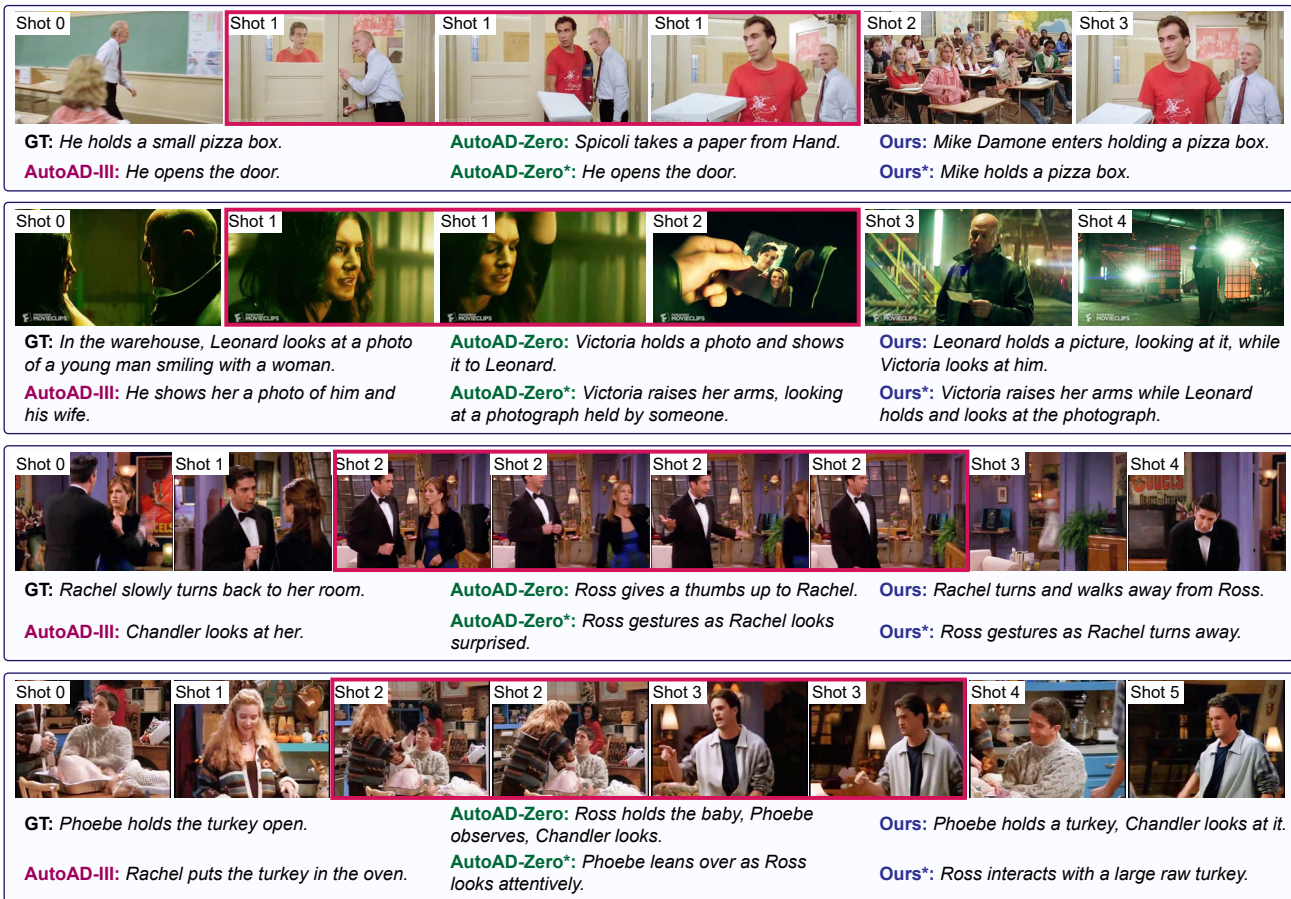 Shot 0 Shot 1 Shot 1 Shot 1 Shot 2 Shot 3
GT: He holds a small pizza box.
AutoAD-III: He opens the door.
AutoAD-Zero: Spicoli takes a paper from Hand.
AutoAD-Zero*: He opens the door.
Ours: Mike Damone enters holding a pizza box.
Ours*: Mike holds a pizza box.
Shot 0 Shot 1 Shot 1 Shot 2 Shot 3 Shot 4
MOVIECLIPS MOVIECLIPS MOVIECLIPS MOVIECLIPS MOVIECLIPS MOVIECLIPS
GT: In the warehouse, Leonard looks at a photo
of a young man smiling with a woman.
AutoAD-III: He shows her a photo of him and
his wife.
AutoAD-Zero: Victoria holds a photo and shows
it to Leonard.
AutoAD-Zero*: Victoria raises her arms, looking
at a photograph held by someone.
Ours: Leonard holds a picture, looking at it, while
Victoria looks at him.
Ours*: Victoria raises her arms while Leonard
holds and looks at the photograph.
Shot 0 Shot 1 Shot 2 Shot 2 Shot 2 Shot 2 Shot 3 Shot 4
GT: Rachel slowly turns back to her room.
AutoAD-III: Chandler looks at her.
AutoAD-Zero: Ross gives a thumbs up to Rachel.
AutoAD-Zero*: Ross gestures as Rachel looks
surprised.
Ours: Rachel turns and walks away from Ross.
Ours*: Ross gestures as Rachel turns away.
Shot 0 Shot 1 Shot 2 Shot 2 Shot 3 Shot 3 Shot 4 Shot 5
GT: Phoebe holds the turkey open.
AutoAD-III: Rachel puts the turkey in the oven.
AutoAD-Zero: Ross holds the baby, Phoebe
observes, Chandler looks.
AutoAD-Zero*: Phoebe leans over as Ross
looks attentively.
Ours: Phoebe holds a turkey, Chandler looks at it.
Ours*: Ross interacts with a large raw turkey.